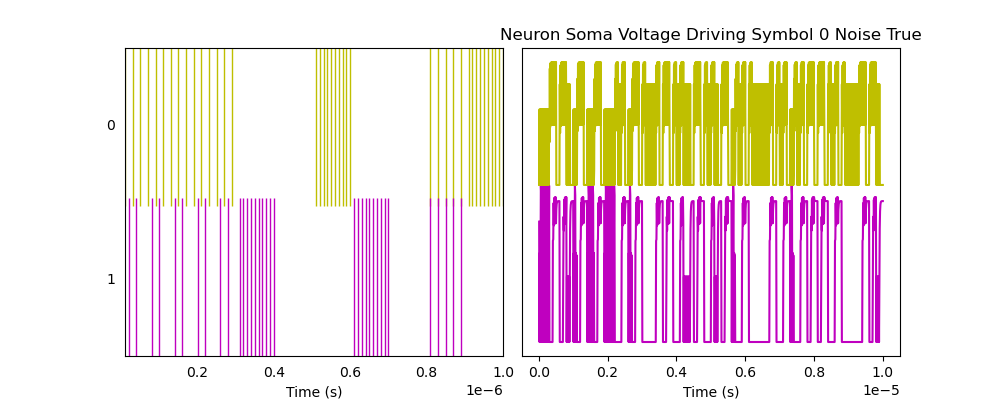 Neuron Soma Voltage Driving Symbol 0 Noise True
0
1
0.2 0.4 0.6 0.8 1.0
1e−6
Time (s)
0.0 0.2 0.4 0.6 0.8 1.0
1e−5
Time (s)